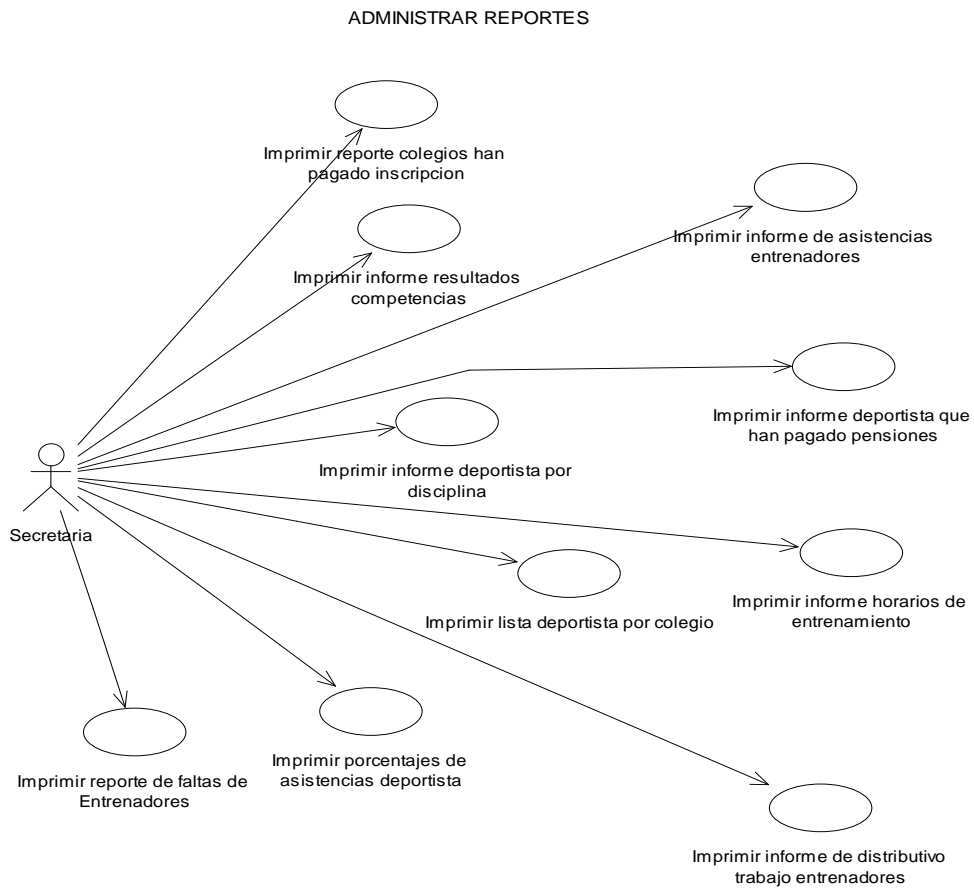 ADMINISTRAR REPORTES
Imprimir reporte colegios han
pagado inscripcion
Imprimir informe de asistencias
entrenadores
Imprimir informe resultados
competencias
Imprimir informe deportista que
han pagado pensiones
Imprimir informe deportista por
disciplina
Secretaria
Imprimir informe horarios de
entrenamiento
Imprimir lista deportista por colegio
Imprimir reporte de faltas de
Entrenadores
Imprimir porcentajes de
asistencias deportista
Imprimir informe de distributivo
trabajo entrenadores